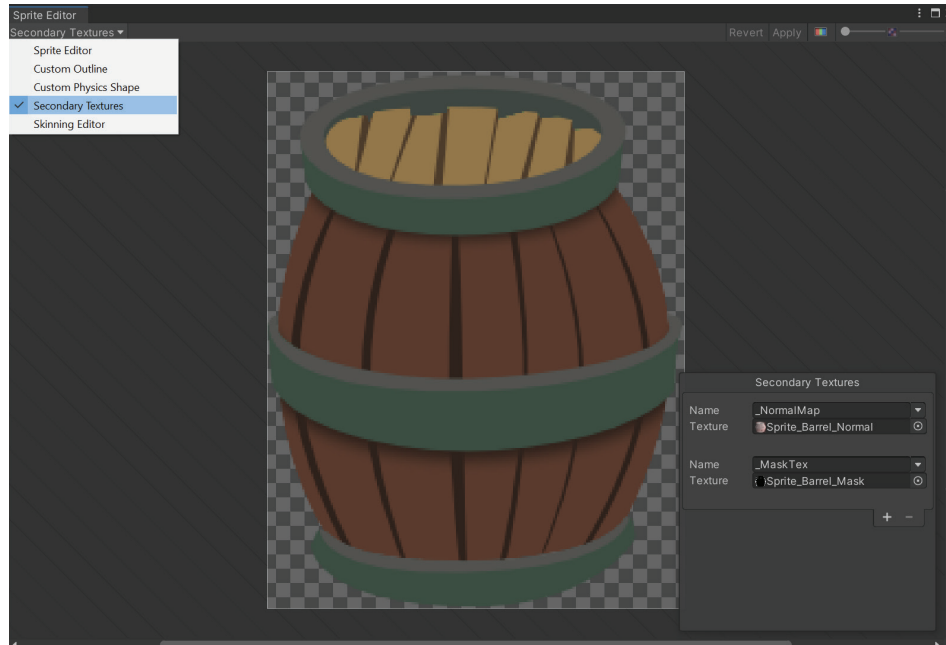 Sprite Editor
Secondary Textures
Revert Apply
Sprite Editor
Custom Outline
Custom Physics Shape
Secondary Textures
Skinning Editor
Secondary Textures
Name _NormalMap
Texture Sprite_Barrel_Normal
Name _MaskTex
Texture Sprite_Barrel_Mask